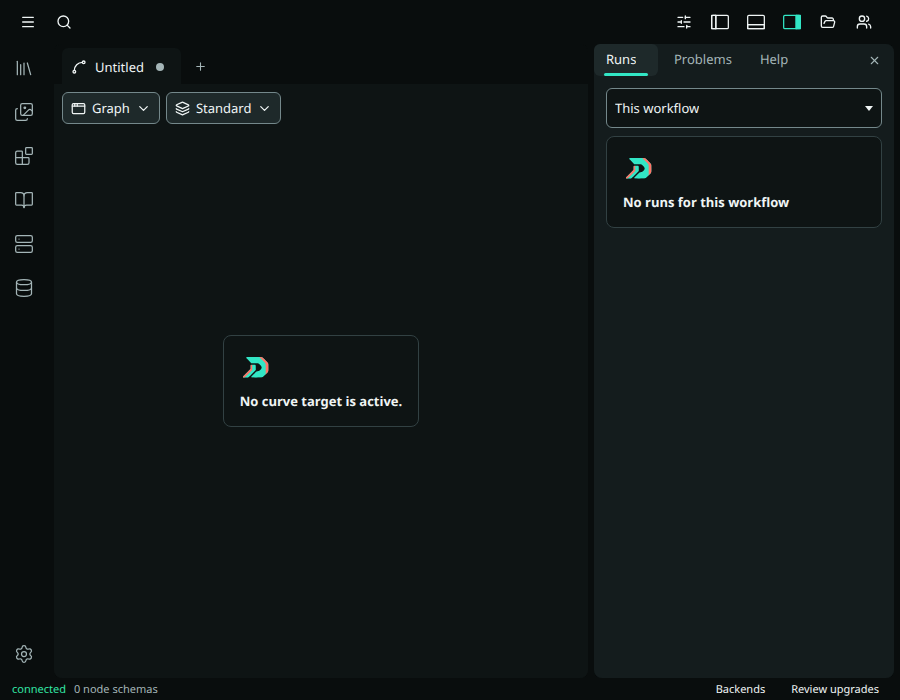 Untitled
Graph
Standard
No curve target is active.
Runs
Problems
Help
This workflow
No runs for this workflow
connected
0 node schemas
Backends
Review upgrades